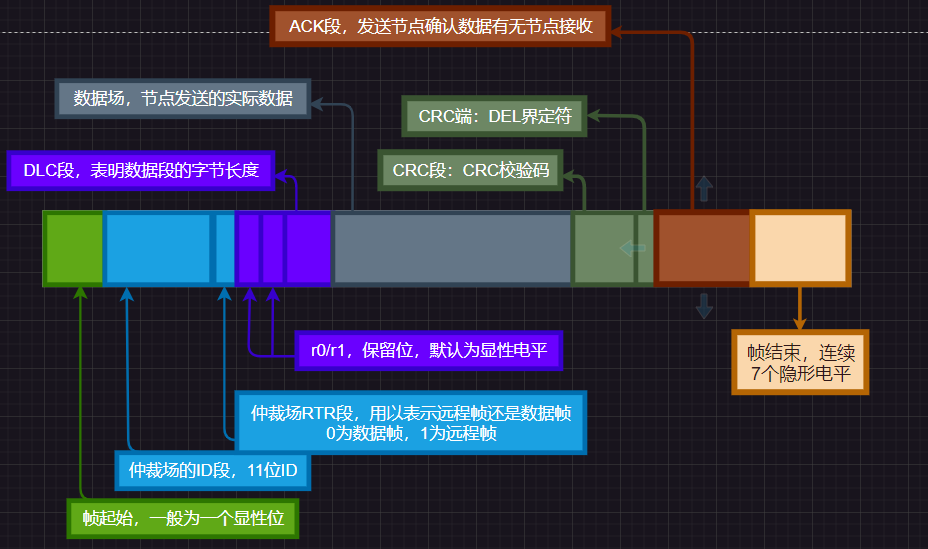 ACK段，发送节点确认数据有无节点接收
数据场，节点发送的实际数据
CRC端：DEL界定符
DLC段，表明数据段的字节长度
CRC段：CRC校验码
r0/r1，保留位，默认为显性电平
帧结束，连续
7个隐形电平
仲裁场RTR段，用以表示远程帧还是数据帧
0为数据帧，1为远程帧
仲裁场的ID段，11位ID
帧起始，一般为一个显性位